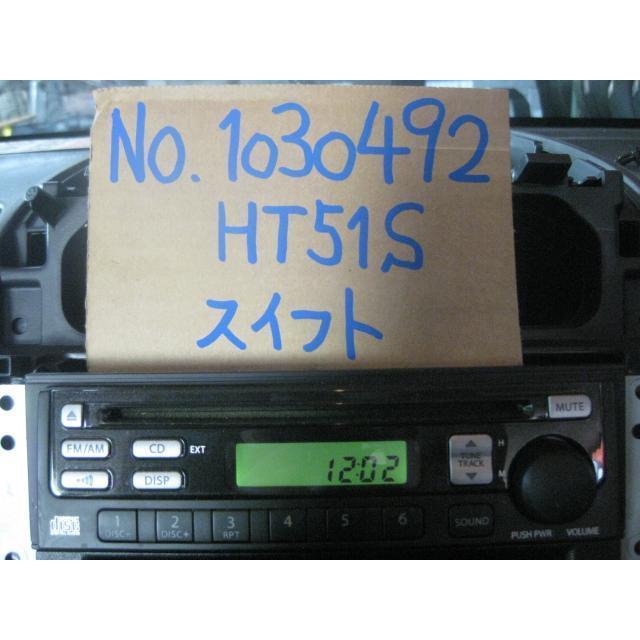 No.1030492
HT51S
スイフト
MUTE
FM/AM
CD
EXT
12:02
TUNE
TRACK
H
M
DISP
DISC
1
DISC-
2
DISC+
3
RPT
4
5
6
SOUND
PUSH PWR
VOLUME